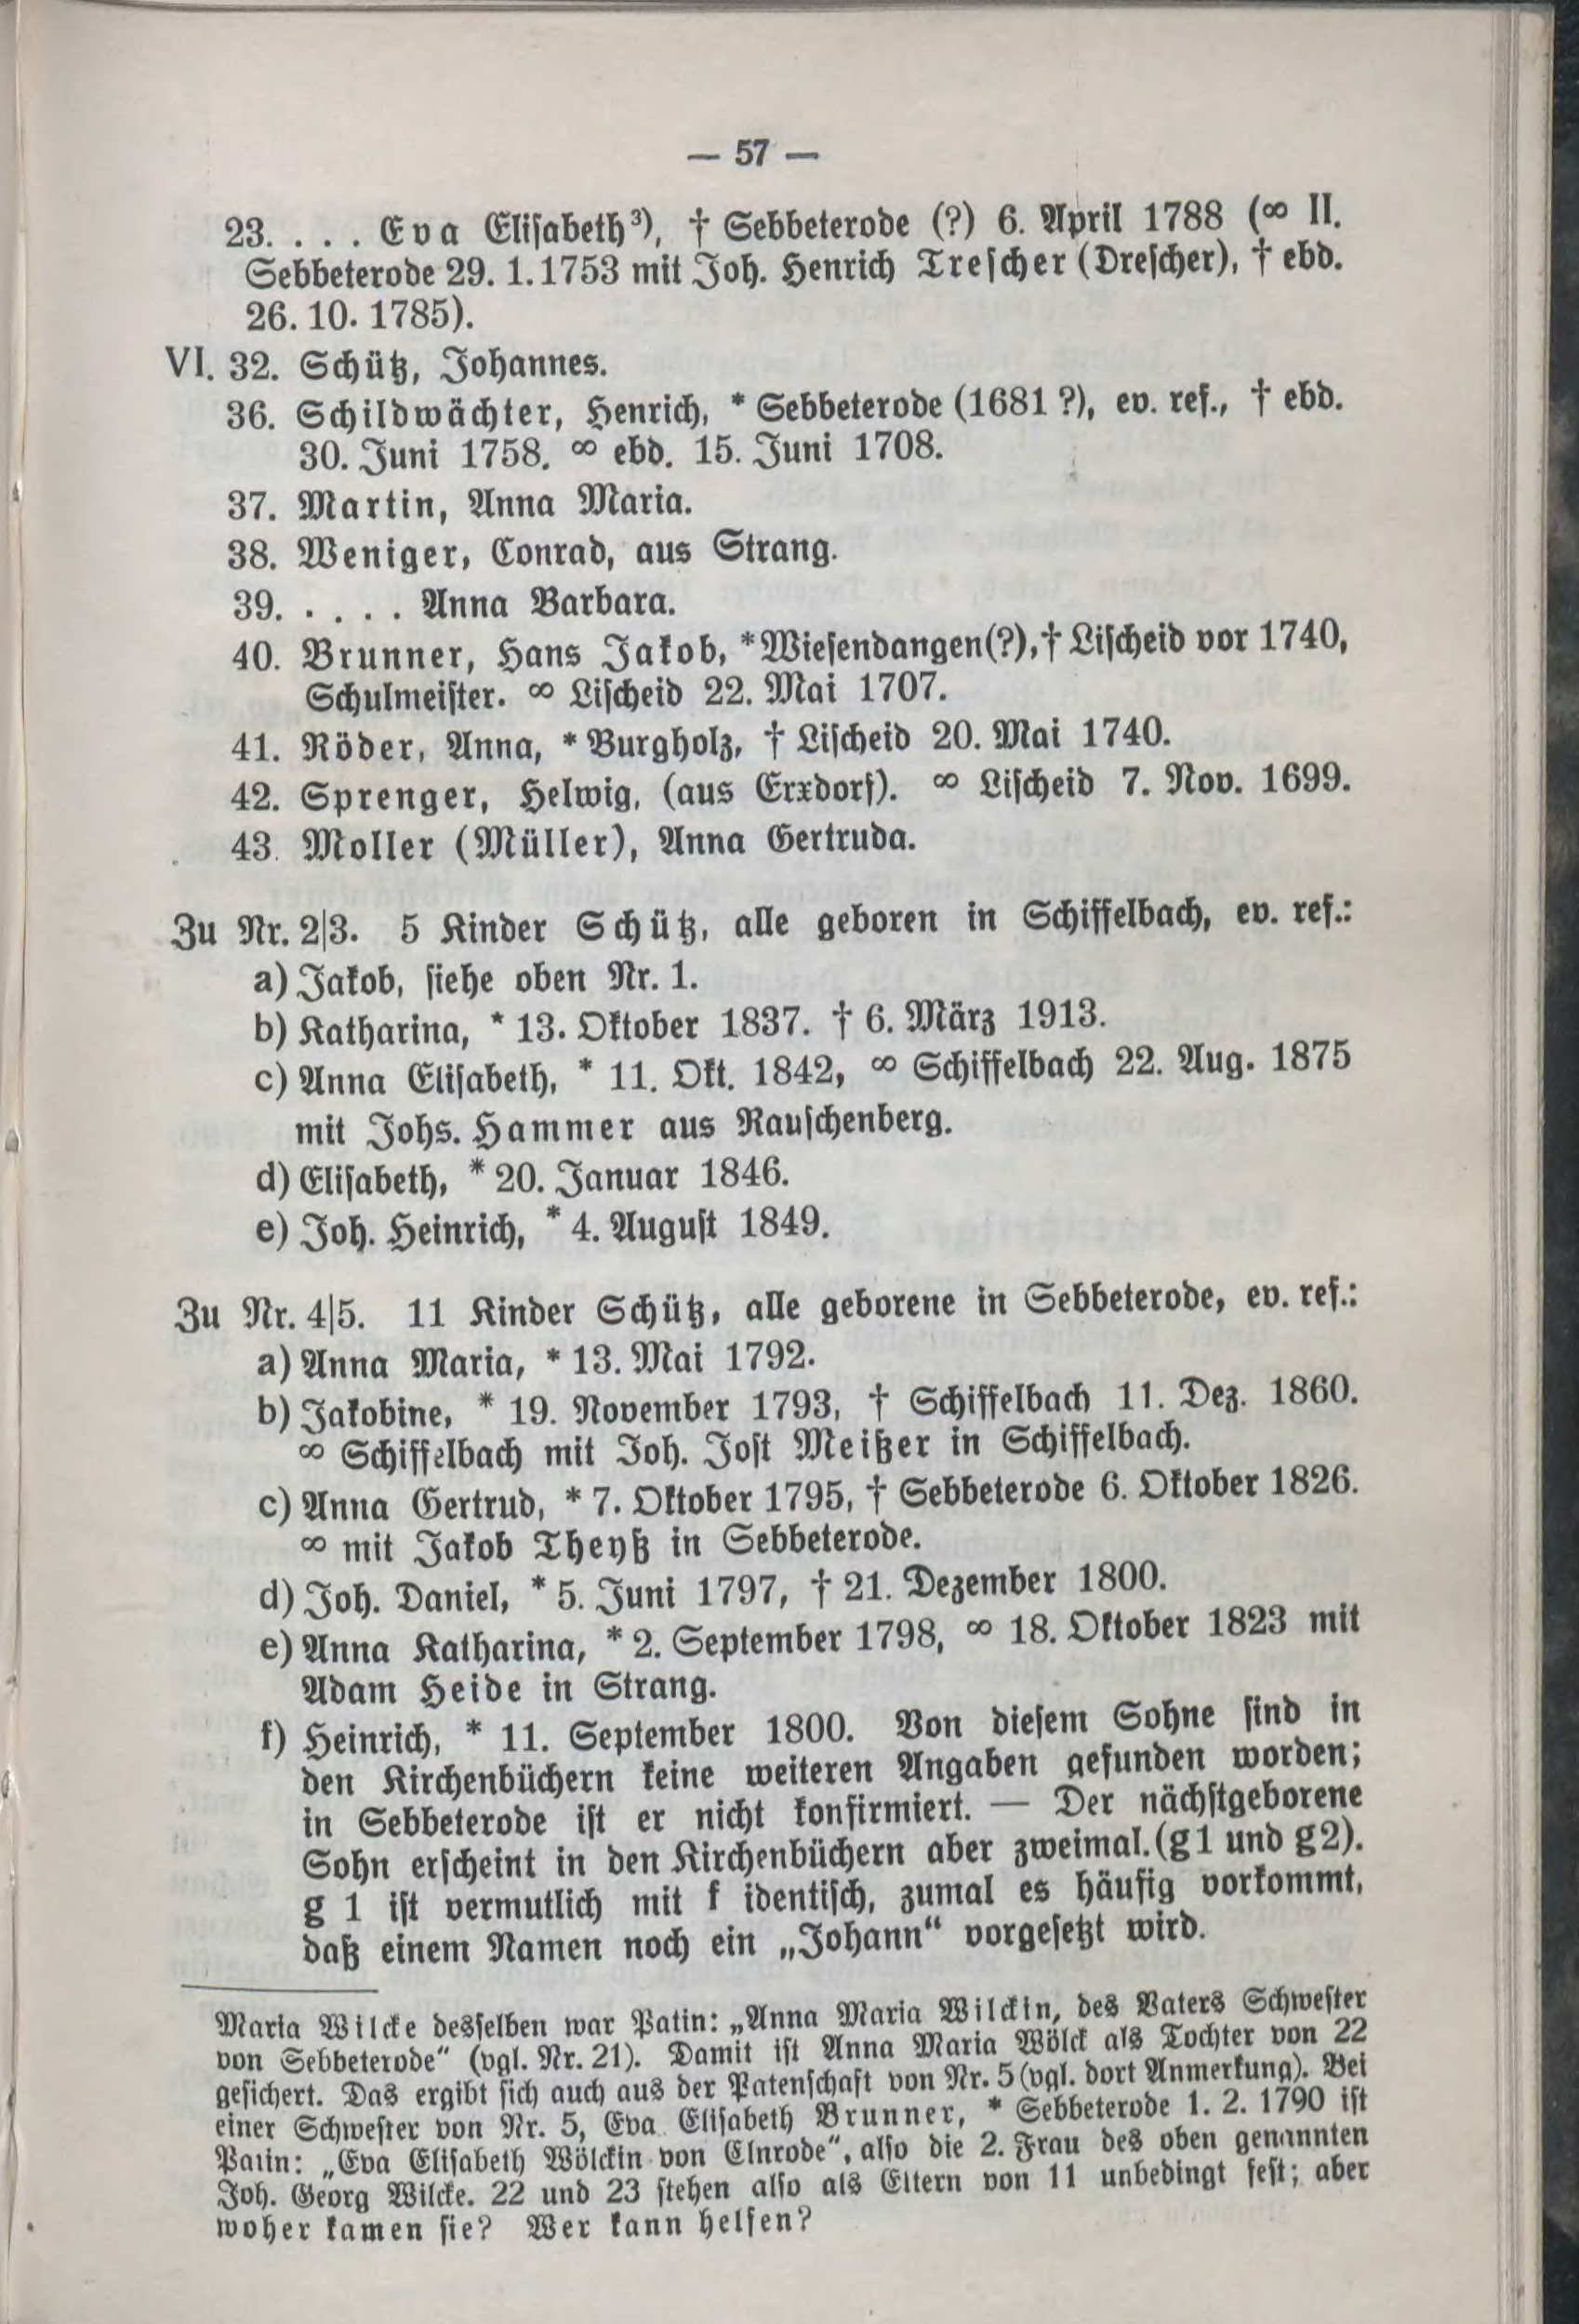 — 57 —
23. . . . Eva Elisabeth³), † Sebbeterode (?) 6. April 1788 (∞ II.
Sebbeterode 29. 1. 1753 mit Joh. Henrich Trescher (Drescher), † ebd.
26. 10. 1785).
VI. 32. Schütz, Johannes.
36. Schildwächter, Henrich, * Sebbeterode (1681 ?), ev. ref., † ebd.
30. Juni 1758. ∞ ebd. 15. Juni 1708.
37. Martin, Anna Maria.
38. Weniger, Conrad, aus Strang.
39. . . . . Anna Barbara.
40. Brunner, Hans Jakob, * Wiesendangen(?), † Lischeid vor 1740,
Schulmeister. ∞ Lischeid 22. Mai 1707.
41. Röder, Anna, * Burgholz, † Lischeid 20. Mai 1740.
42. Sprenger, Helwig, (aus Erxdorf). ∞ Lischeid 7. Nov. 1699.
43. Moller (Müller), Anna Gertruda.
Zu Nr. 2|3. 5 Kinder Schütz, alle geboren in Schiffelbach, ev. ref.:
a) Jakob, siehe oben Nr. 1.
b) Katharina, * 13. Oktober 1837. † 6. März 1913.
c) Anna Elisabeth, * 11. Okt. 1842, ∞ Schiffelbach 22. Aug. 1875
mit Johs. Hammer aus Rauschenberg.
d) Elisabeth, * 20. Januar 1846.
e) Joh. Heinrich, * 4. August 1849.
Zu Nr. 4|5. 11 Kinder Schütz, alle geborene in Sebbeterode, ev. ref.:
a) Anna Maria, * 13. Mai 1792.
b) Jakobine, * 19. November 1793, † Schiffelbach 11. Dez. 1860.
∞ Schiffelbach mit Joh. Jost Meißer in Schiffelbach.
c) Anna Gertrud, * 7. Oktober 1795, † Sebbeterode 6. Oktober 1826.
∞ mit Jakob Theyß in Sebbeterode.
d) Joh. Daniel, * 5. Juni 1797, † 21. Dezember 1800.
e) Anna Katharina, * 2. September 1798, ∞ 18. Oktober 1823 mit
Adam Heide in Strang.
f) Heinrich, * 11. September 1800. Von diesem Sohne sind in
den Kirchenbüchern keine weiteren Angaben gefunden worden;
in Sebbeterode ist er nicht konfirmiert. — Der nächstgeborene
Sohn erscheint in den Kirchenbüchern aber zweimal. (g 1 und g 2).
g 1 ist vermutlich mit f identisch, zumal es häufig vorkommt,
daß einem Namen noch ein „Johann“ vorgesetzt wird.
Maria Wilcke desselben war Patin: „Anna Maria Wilckin, des Vaters Schwester
von Sebbeterode“ (vgl. Nr. 21). Damit ist Anna Maria Wölck als Tochter von 22
gesichert. Das ergibt sich auch aus der Patenschaft von Nr. 5 (vgl. dort Anmerkung). Bei
einer Schwester von Nr. 5, Eva Elisabeth Brunner, * Sebbeterode 1. 2. 1790 ist
Patin: „Eva Elisabeth Wölckin von Elnrode“, also die 2. Frau des oben genannten
Joh. Georg Wilcke. 22 und 23 stehen also als Eltern von 11 unbedingt fest; aber
woher kamen sie? Wer kann helfen?